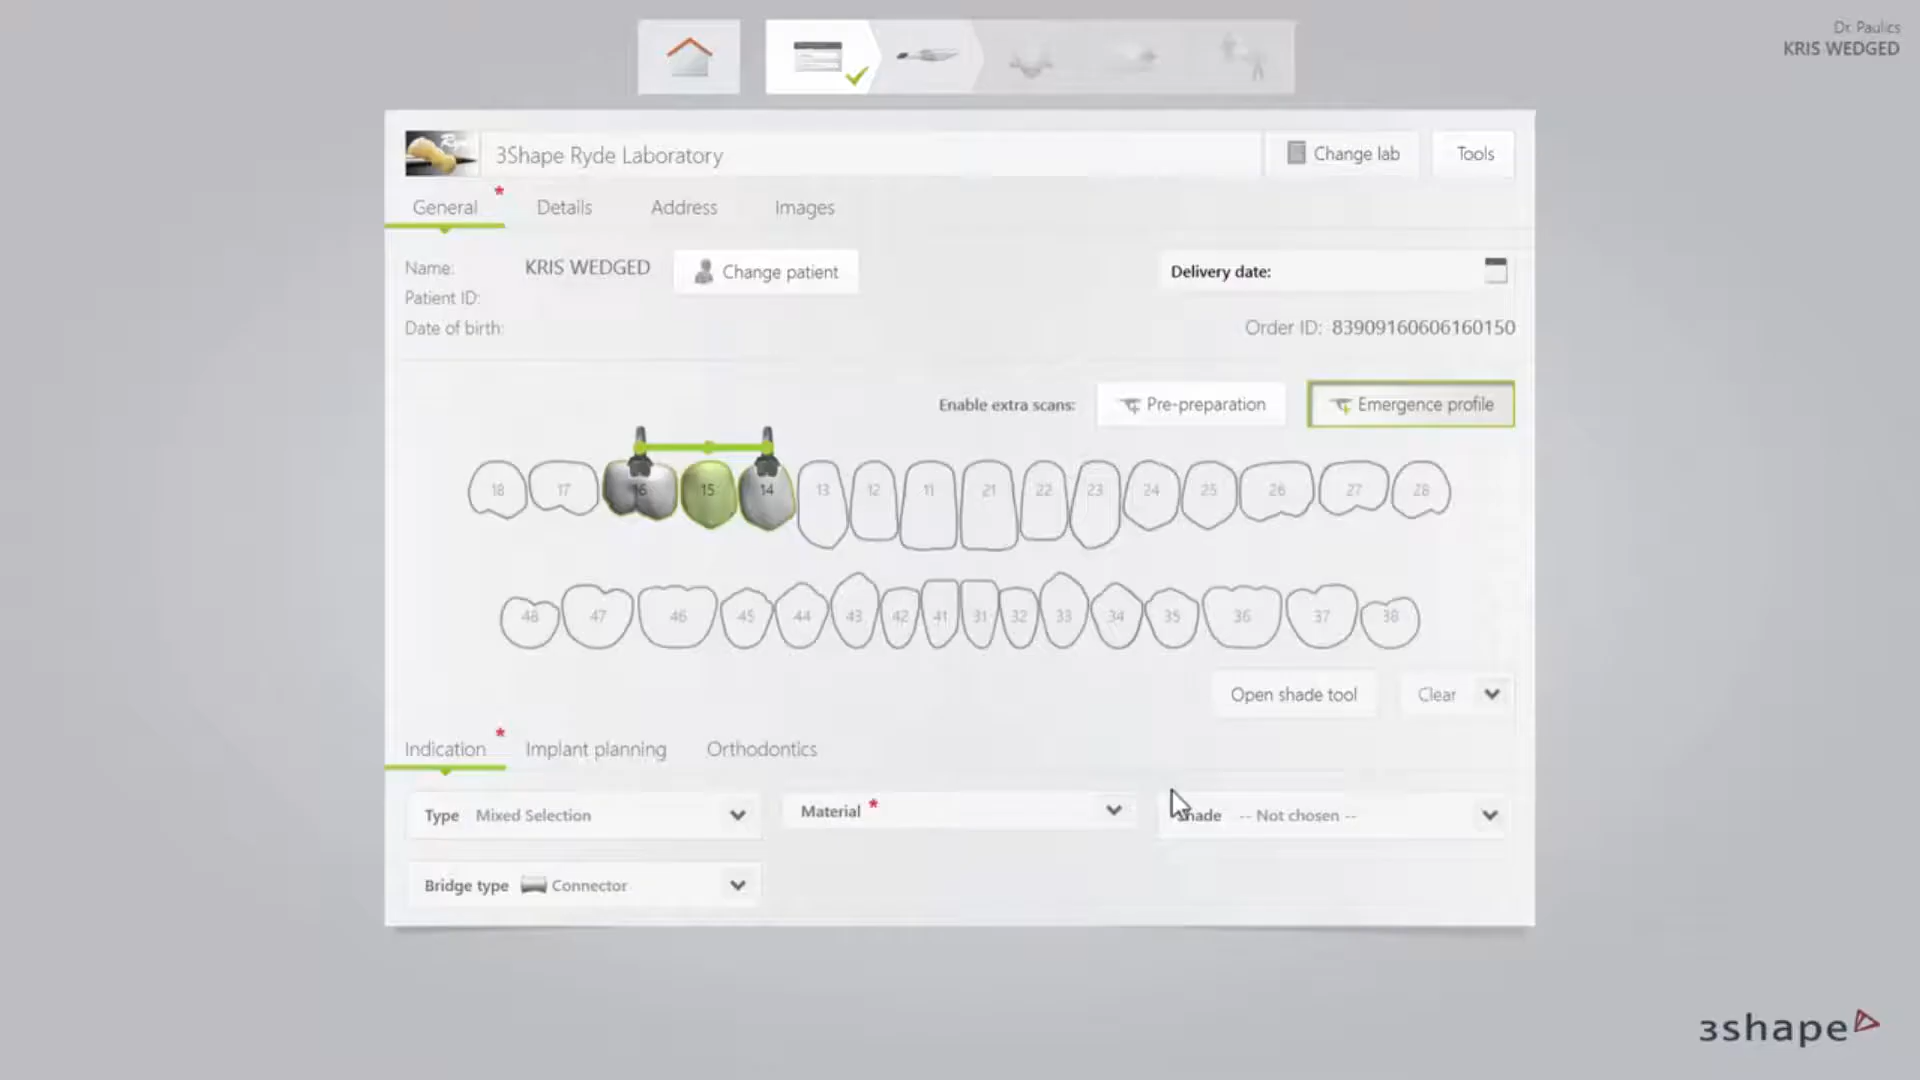 Dr. Paulics
KRIS WEDGED
3Shape Ryde Laboratory
Change lab
Tools
General *
Details
Address
Images
Name: KRIS WEDGED
Change patient
Delivery date:
Patient ID:
Date of birth:
Order ID: 83909160606160150
Enable extra scans:
Pre-preparation
Emergence profile
18 17 16 15 14 13 12 11 21 22 23 24 25 26 27 28
48 47 46 45 44 43 42 41 31 32 33 34 35 36 37 38
Open shade tool
Clear
Indication *
Implant planning
Orthodontics
Type Mixed Selection
Material *
Shade -- Not chosen --
Bridge type Connector
3shape